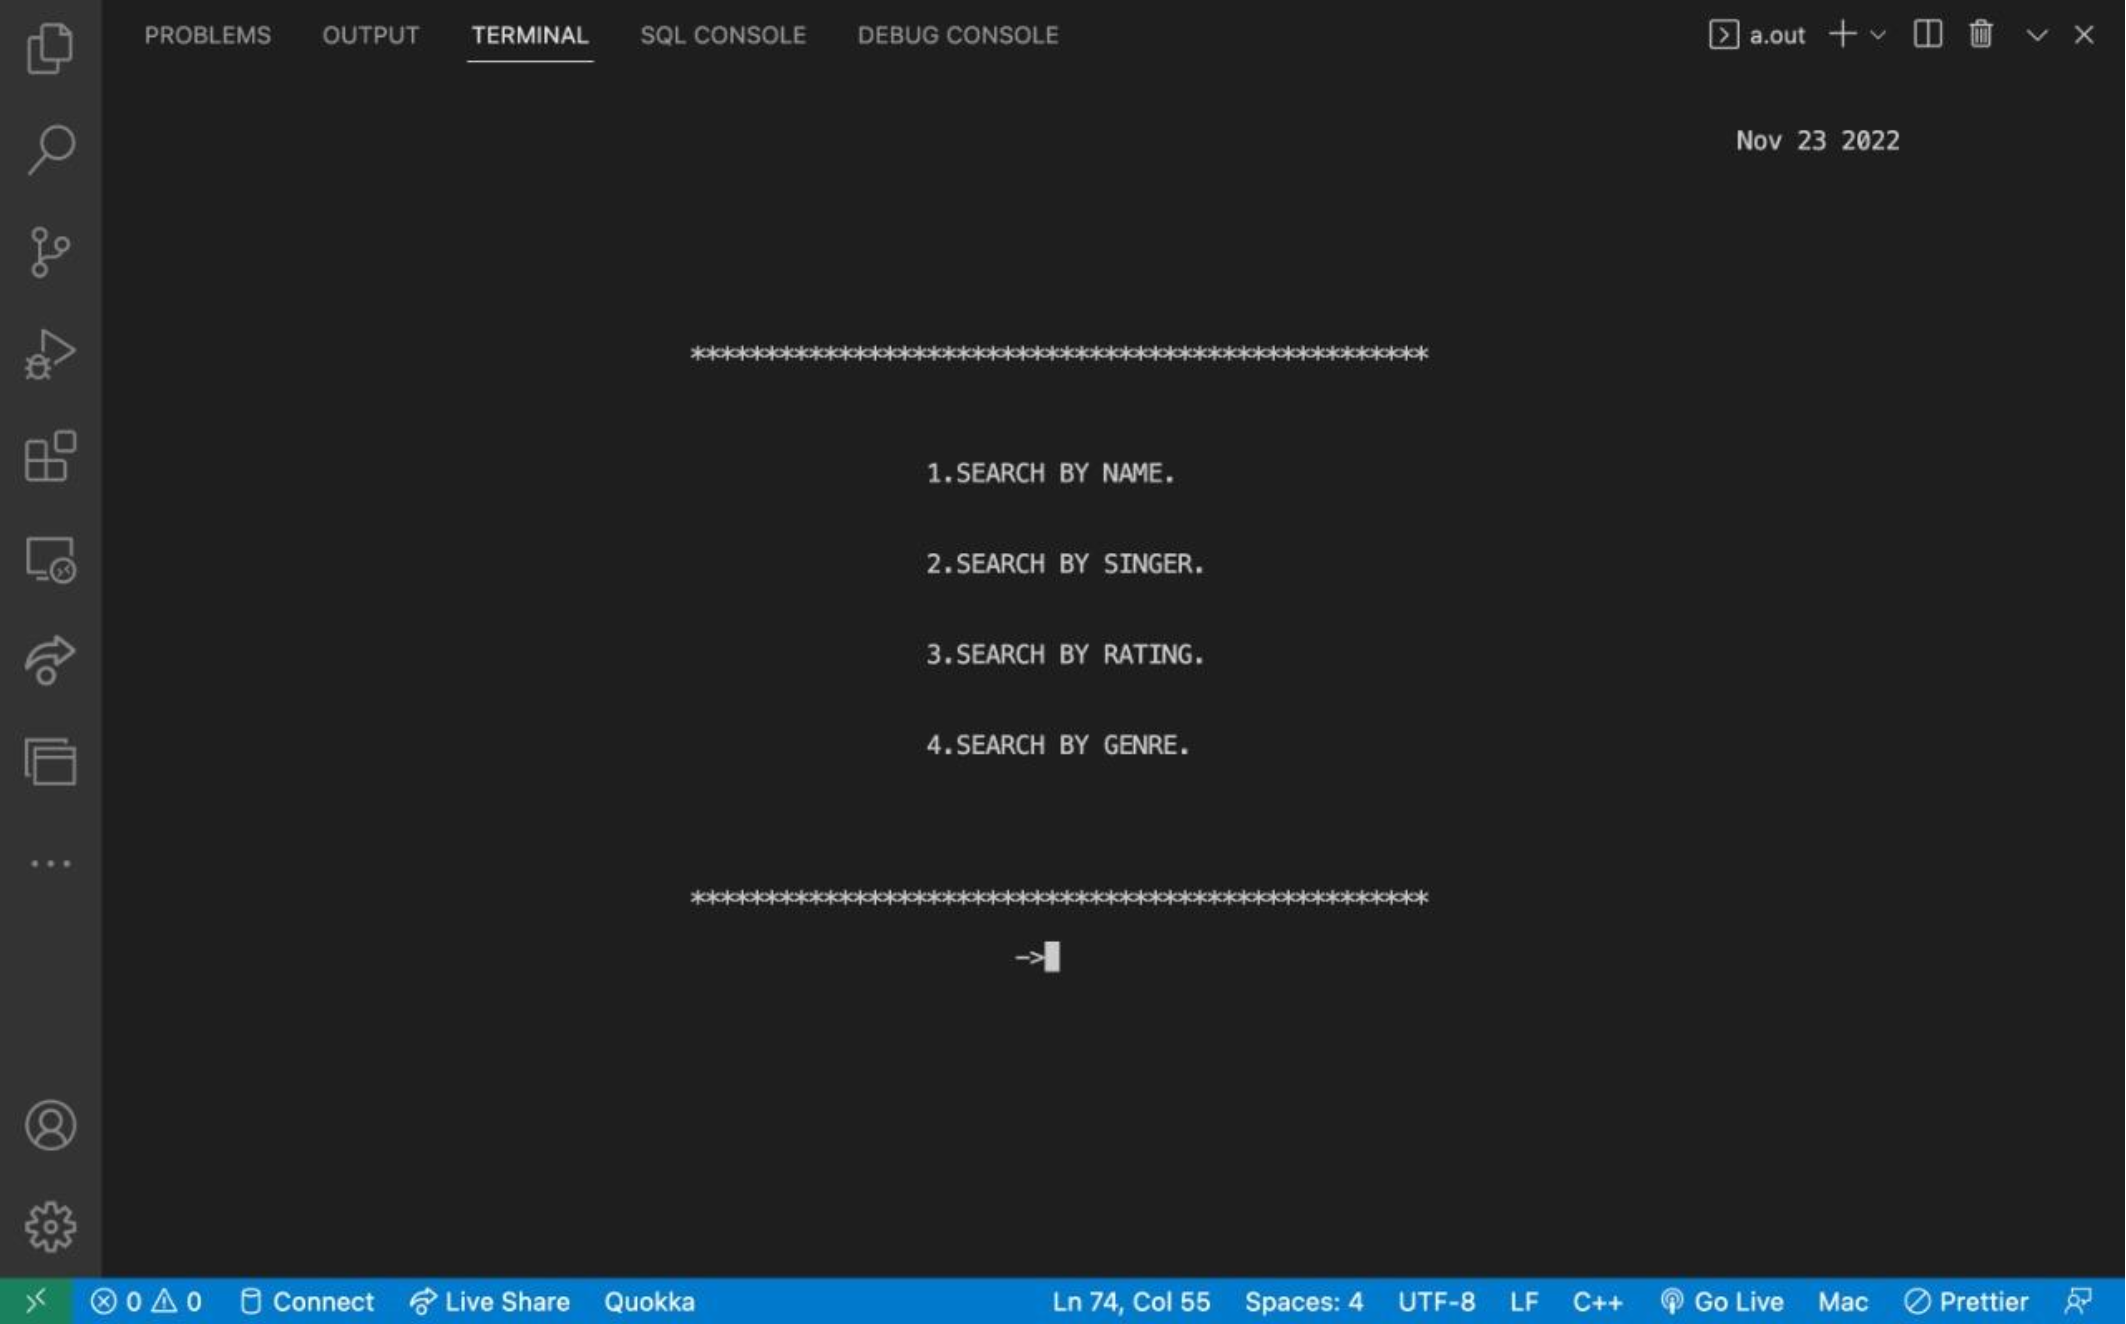 PROBLEMS OUTPUT TERMINAL SQL CONSOLE DEBUG CONSOLE a.out
Nov 23 2022
**************************************************
1.SEARCH BY NAME.
2.SEARCH BY SINGER.
3.SEARCH BY RATING.
4.SEARCH BY GENRE.
**************************************************
->
0 0 Connect Live Share Quokka Ln 74, Col 55 Spaces: 4 UTF-8 LF C++ Go Live Mac Prettier